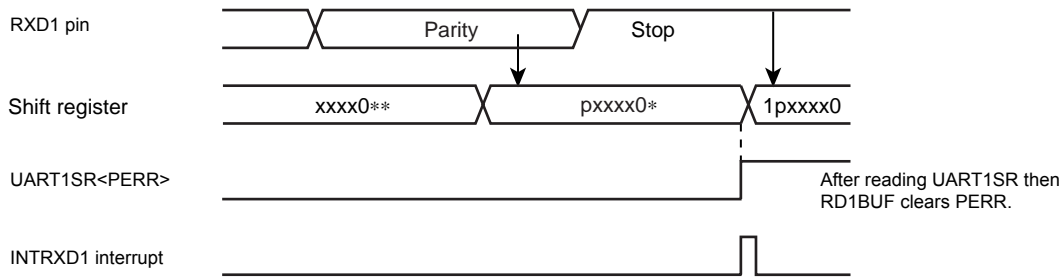 RXD1 pin
Parity
Stop
Shift register
xxxx0**
pxxxx0*
1pxxxx0
UART1SR<PERR>
After reading UART1SR then
RD1BUF clears PERR.
INTRXD1 interrupt